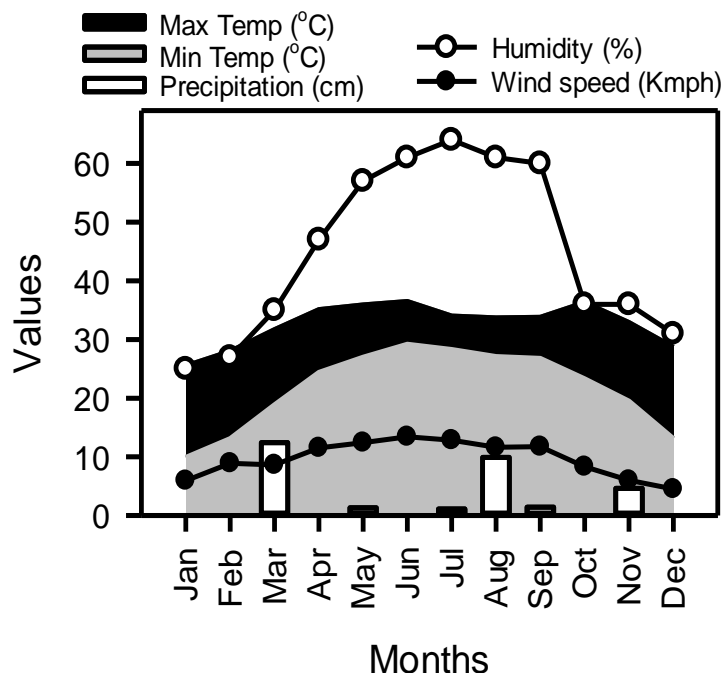 Max Temp (°C)
Min Temp (°C)
Precipitation (cm)
Humidity (%)
Wind speed (Kmph)
Values
60
50
40
30
20
10
0
Jan
Feb
Mar
Apr
May
Jun
Jul
Aug
Sep
Oct
Nov
Dec
Months